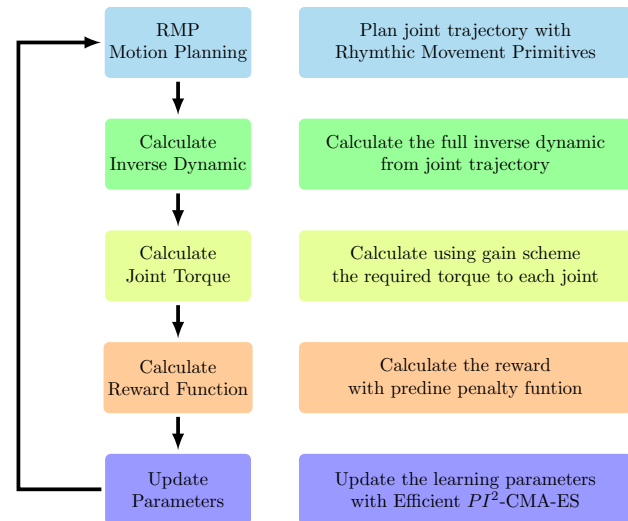 RMP
Motion Planning
Plan joint trajectory with
Rhymthic Movement Primitives
Calculate
Inverse Dynamic
Calculate the full inverse dynamic
from joint trajectory
Calculate
Joint Torque
Calculate using gain scheme
the required torque to each joint
Calculate
Reward Function
Calculate the reward
with predine penalty funtion
Update
Parameters
Update the learning parameters
with Efficient PI²-CMA-ES